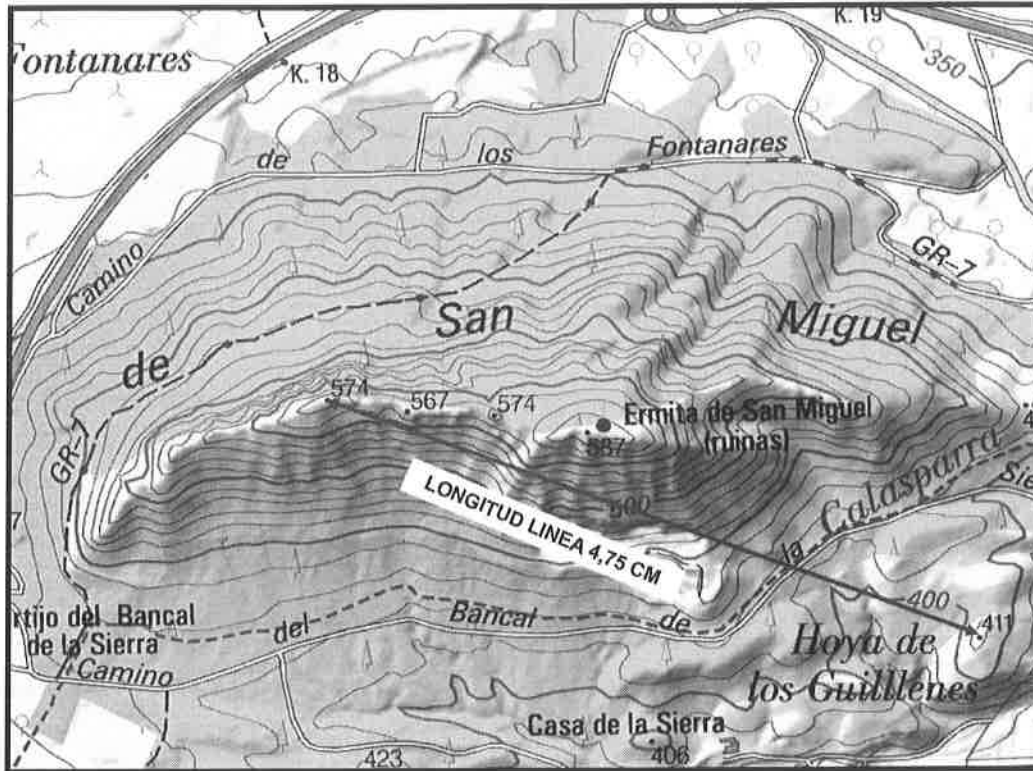 K. 19
Fontanares
K. 18
350
de
los
Fontanares
Camino
GR-7
San
Miguel
de
574
567
574
Ermita de San Miguel
587
(ruinas)
GR-7
Calasparra
500
LONGITUD LINEA 4,75 CM
la
400
411
rtijo del Bancal
de la Sierra
del
Bancal
de
Hoya de
los Guilllenes
Camino
Casa de la Sierra
423
406